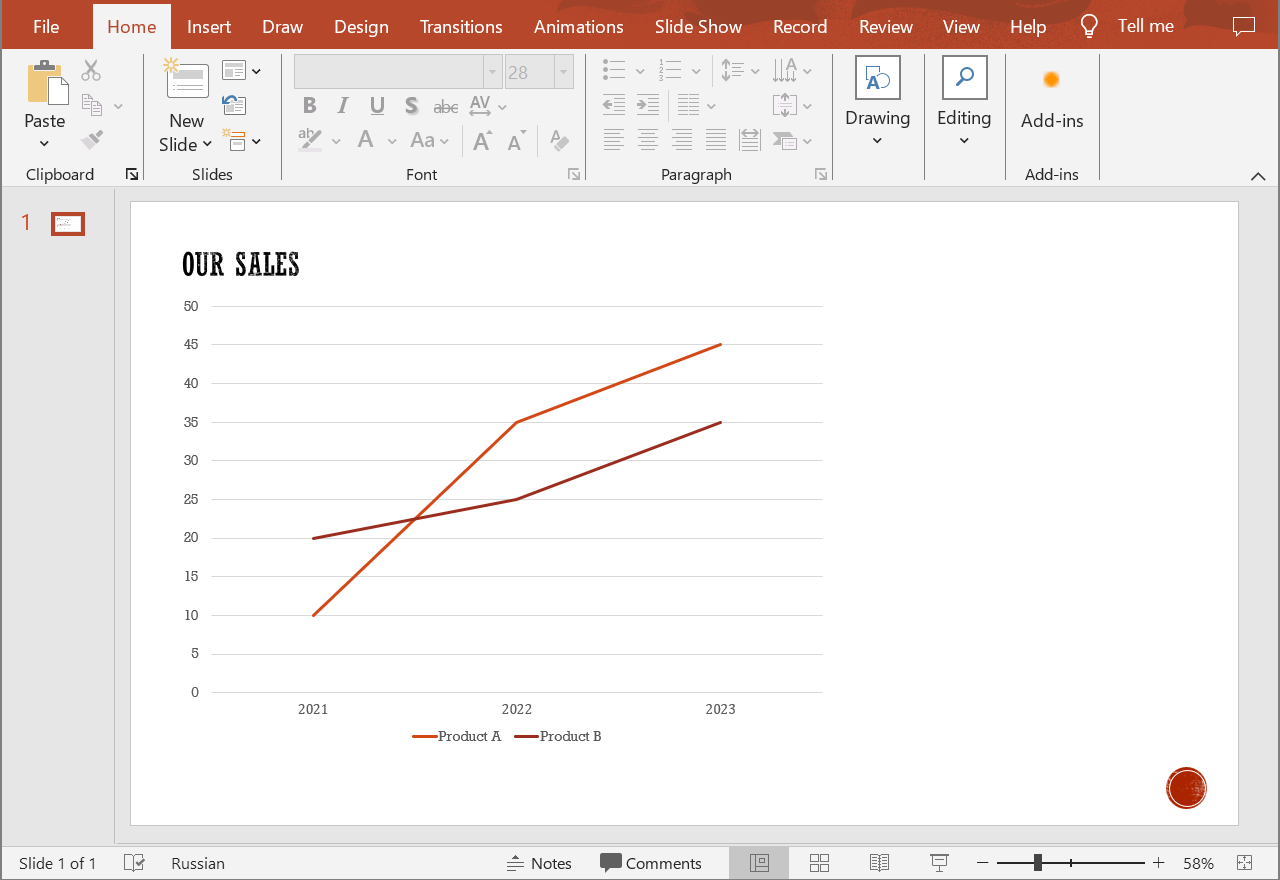 File Home Insert Draw Design Transitions Animations Slide Show Record Review View Help Tell me
28
Paste
New
Slide
B I U S abc AV
ab A Aa A A A
Drawing
Editing
Add-ins
Clipboard Slides Font Paragraph Add-ins
1
OUR SALES
50
45
40
35
30
25
20
15
10
5
0
2021 2022 2023
Product A Product B
Slide 1 of 1 Russian Notes Comments 58%